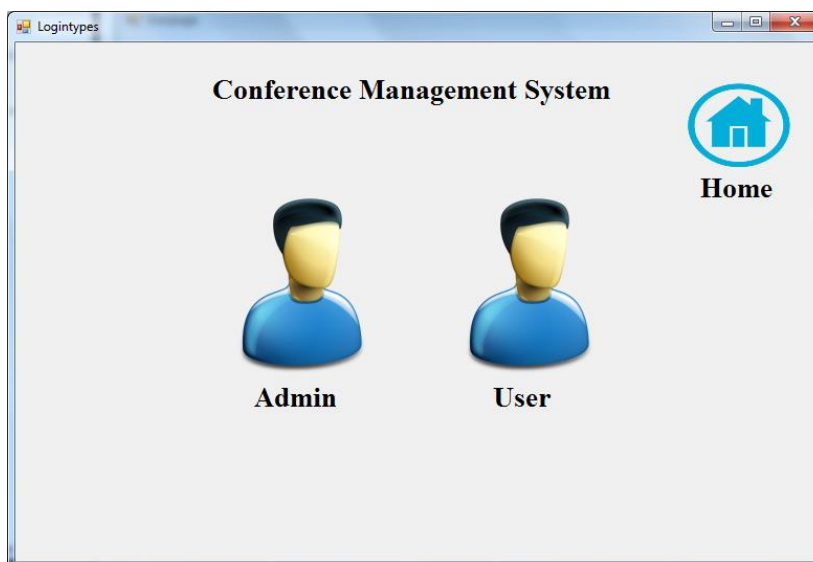 Logintypes
Conference Management System
Home
Admin
User